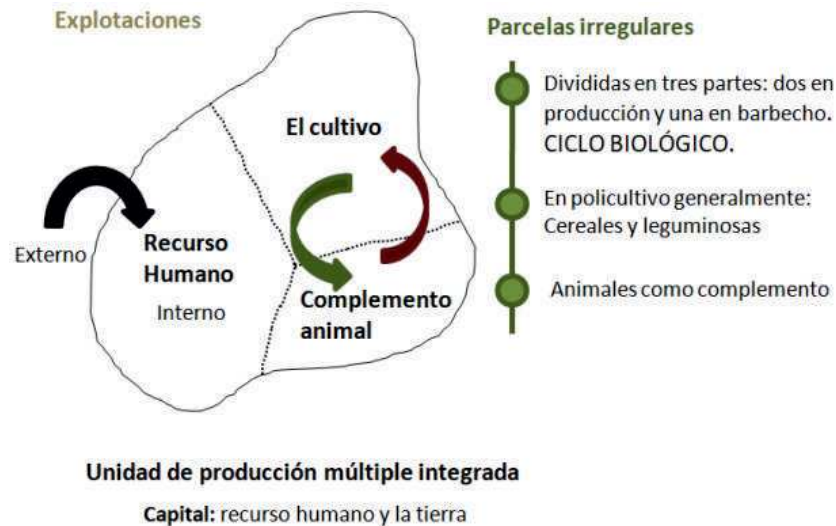 Explotaciones
El cultivo
Externo
Recurso
Humano
Interno
Complemento
animal
Parcelas irregulares
Divididas en tres partes: dos en
producción y una en barbecho.
CICLO BIOLÓGICO.
En policultivo generalmente:
Cereales y leguminosas
Animales como complemento
Unidad de producción múltiple integrada
Capital: recurso humano y la tierra